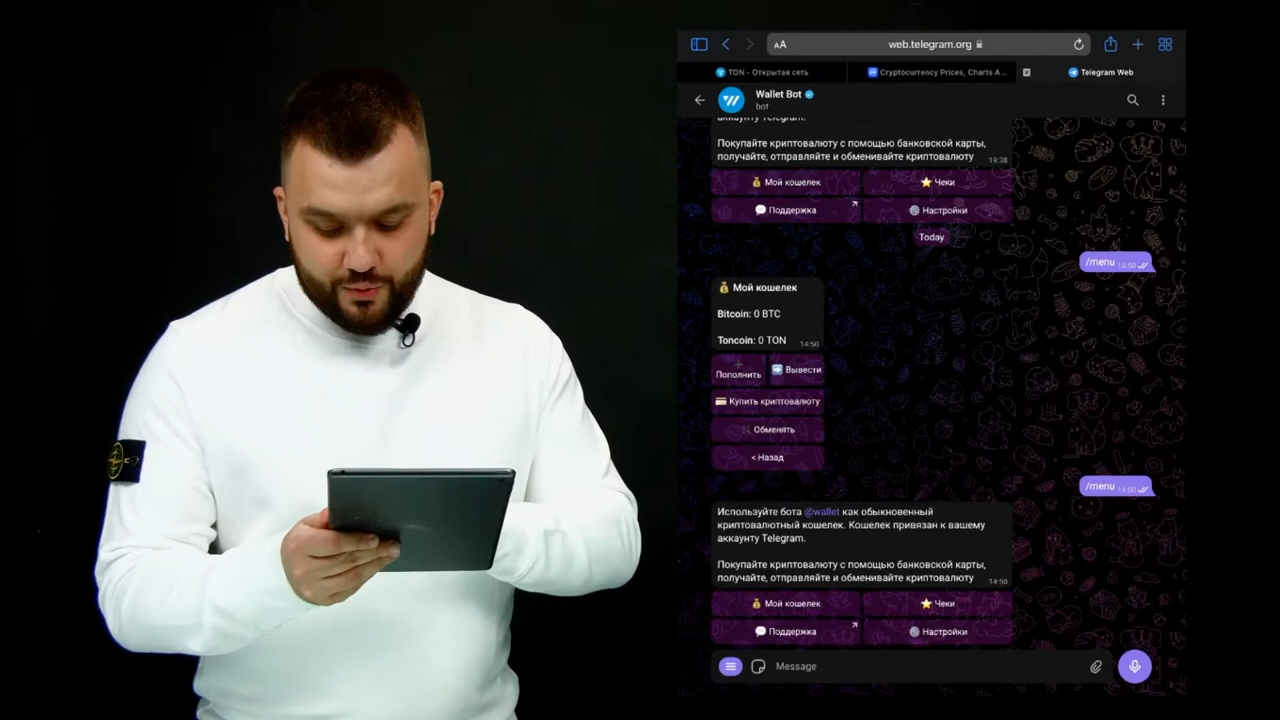 AA
web.telegram.org
TON - Открытая сеть
Cryptocurrency Prices, Charts A...
Telegram Web
Wallet Bot
bot
аккаунту Telegram.
Покупайте криптовалюту с помощью банковской карты,
получайте, отправляйте и обменивайте криптовалюту
19:38
Мой кошелек
Чеки
Поддержка
Настройки
Today
/menu 14:50
Мой кошелек
Bitcoin: 0 BTC
Toncoin: 0 TON
14:50
Пополнить
Вывести
Купить криптовалюту
Обменять
< Назад
/menu 14:50
Используйте бота @wallet как обыкновенный
криптовалютный кошелек. Кошелек привязан к вашему
аккаунту Telegram.
Покупайте криптовалюту с помощью банковской карты,
получайте, отправляйте и обменивайте криптовалюту
14:50
Мой кошелек
Чеки
Поддержка
Настройки
Message